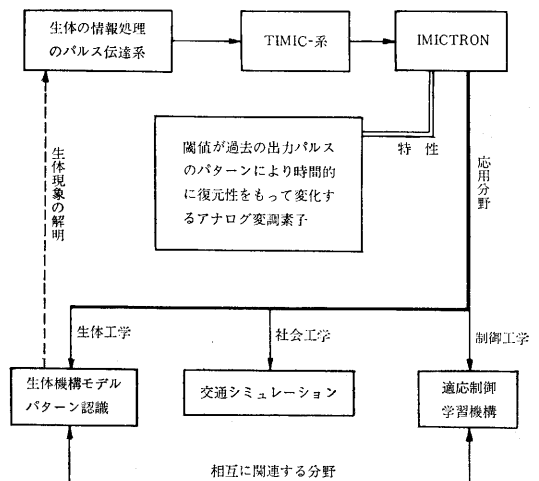 生体の情報処理
のパルス伝達系
TIMIC-系
IMICTRON
閾値が過去の出力パルス
のパターンにより時間的
に復元性をもって変化す
るアナログ変調素子
特性
応用分野
生体現象の解明
生体工学
社会工学
制御工学
生体機構モデル
パターン認識
交通シミュレーション
適応制御
学習機構
相互に関連する分野